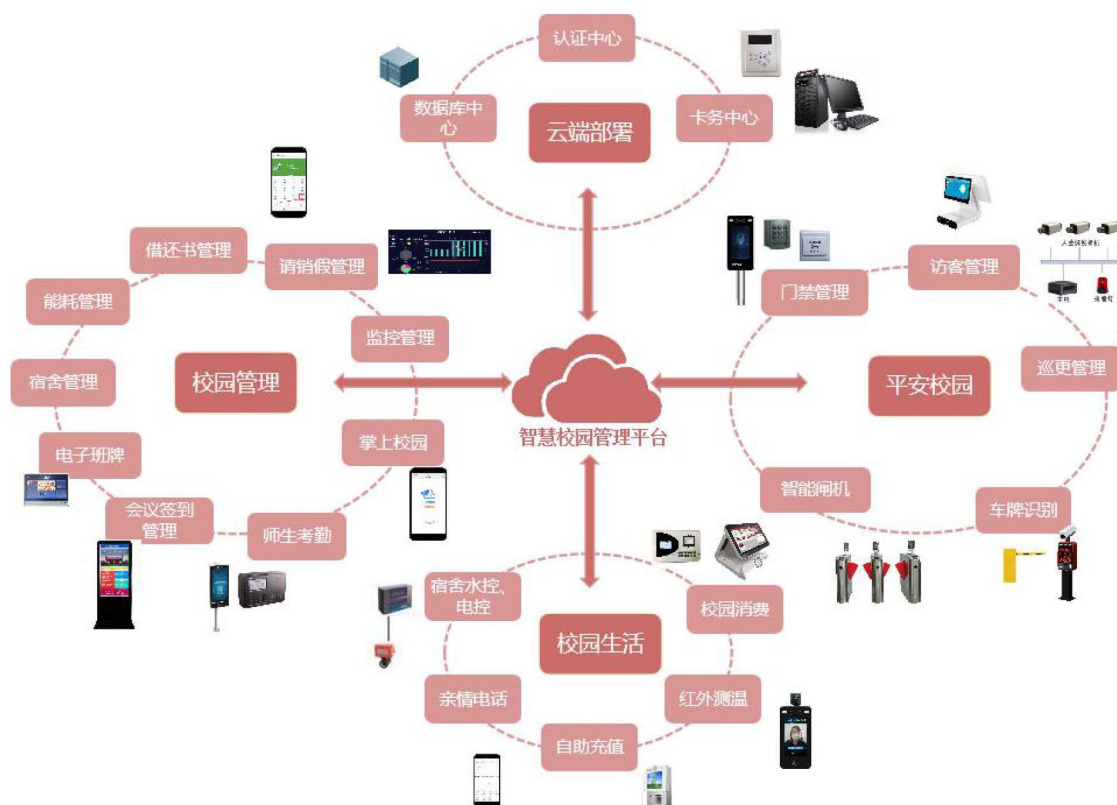 认证中心
数据库中
心
卡务中心
云端部署
借还书管理
请销假管理
能耗管理
监控管理
宿舍管理
校园管理
掌上校园
电子班牌
会议签到
管理
师生考勤
智慧校园管理平台
门禁管理
访客管理
巡更管理
平安校园
智能闸机
车牌识别
宿舍水控、
电控
校园消费
校园生活
亲情电话
红外测温
自助充值